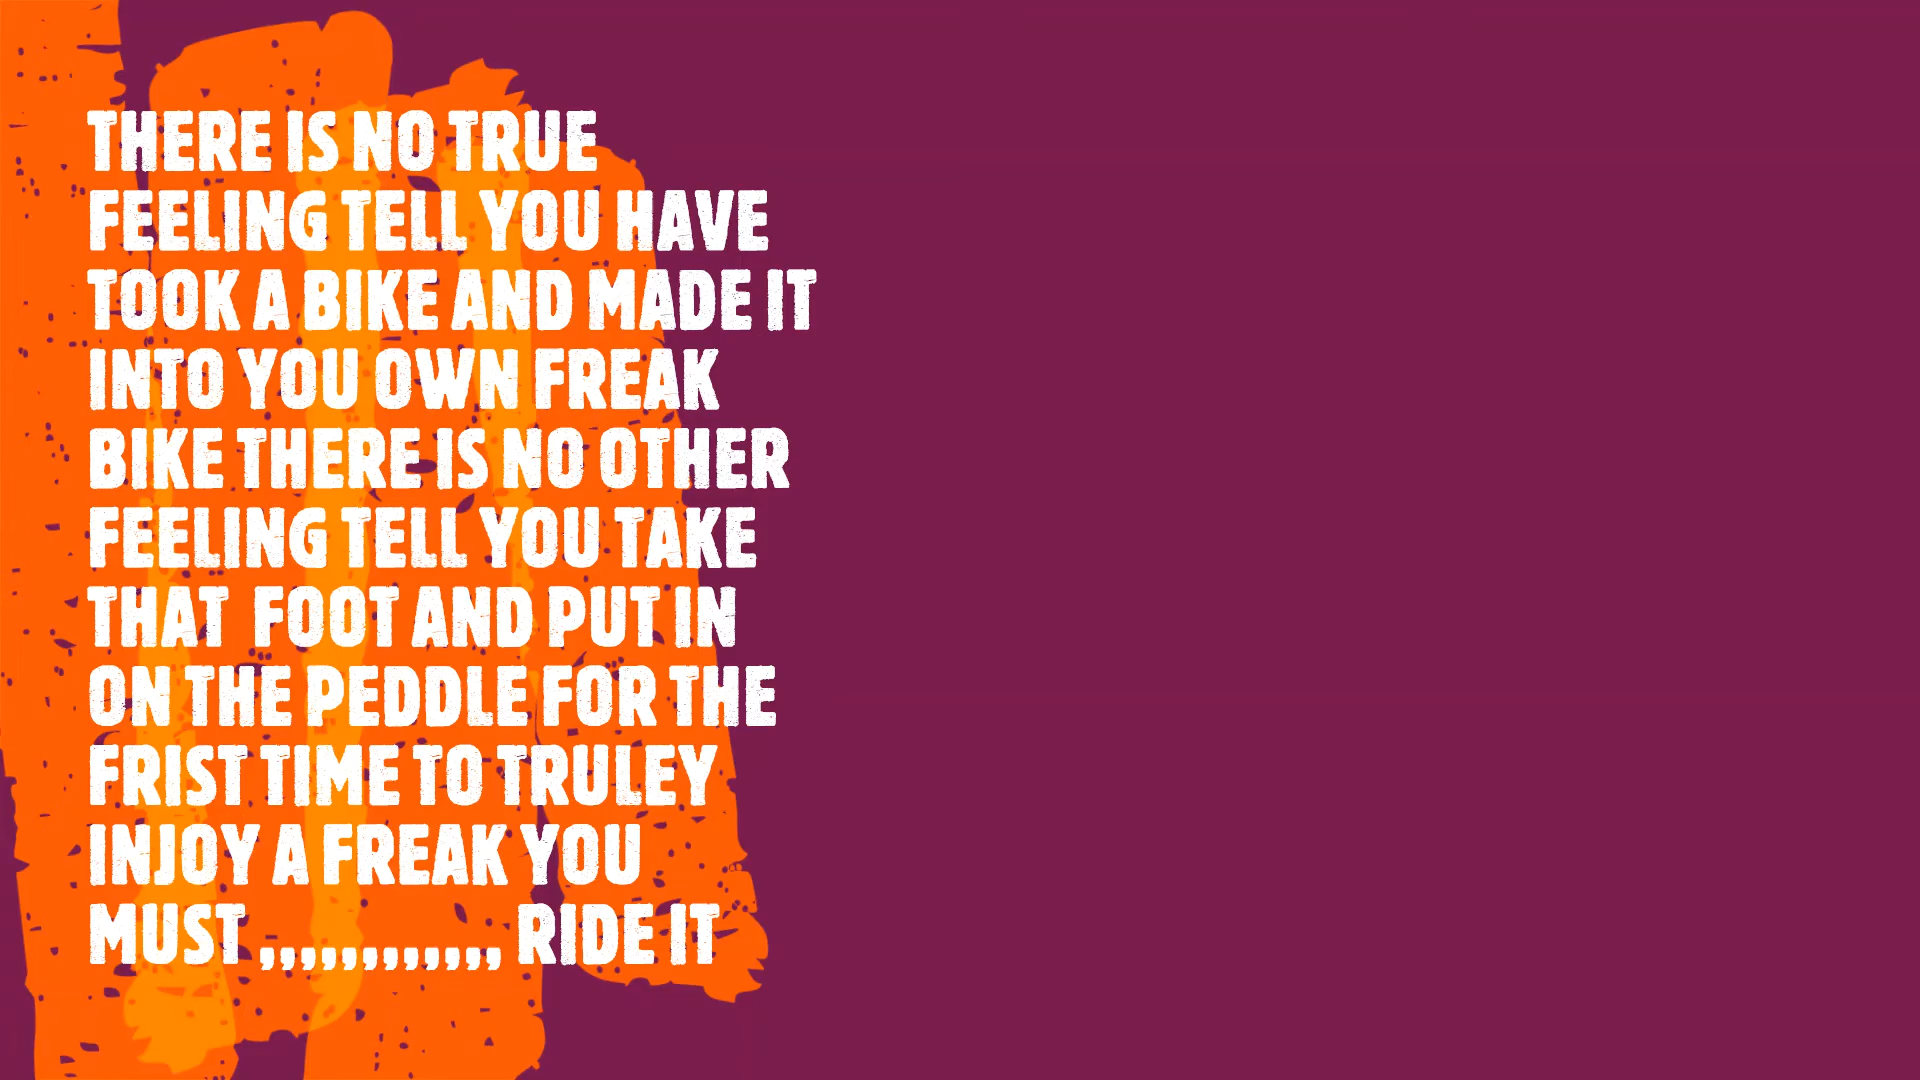 THERE IS NO TRUE
FEELING TELL YOU HAVE
TOOK A BIKE AND MADE IT
INTO YOU OWN FREAK
BIKE THERE IS NO OTHER
FEELING TELL YOU TAKE
THAT  FOOT AND PUT IN
ON THE PEDDLE FOR THE
FRIST TIME TO TRULEY
INJOY A FREAK YOU
MUST ,,,,,,,,,,,, RIDE IT